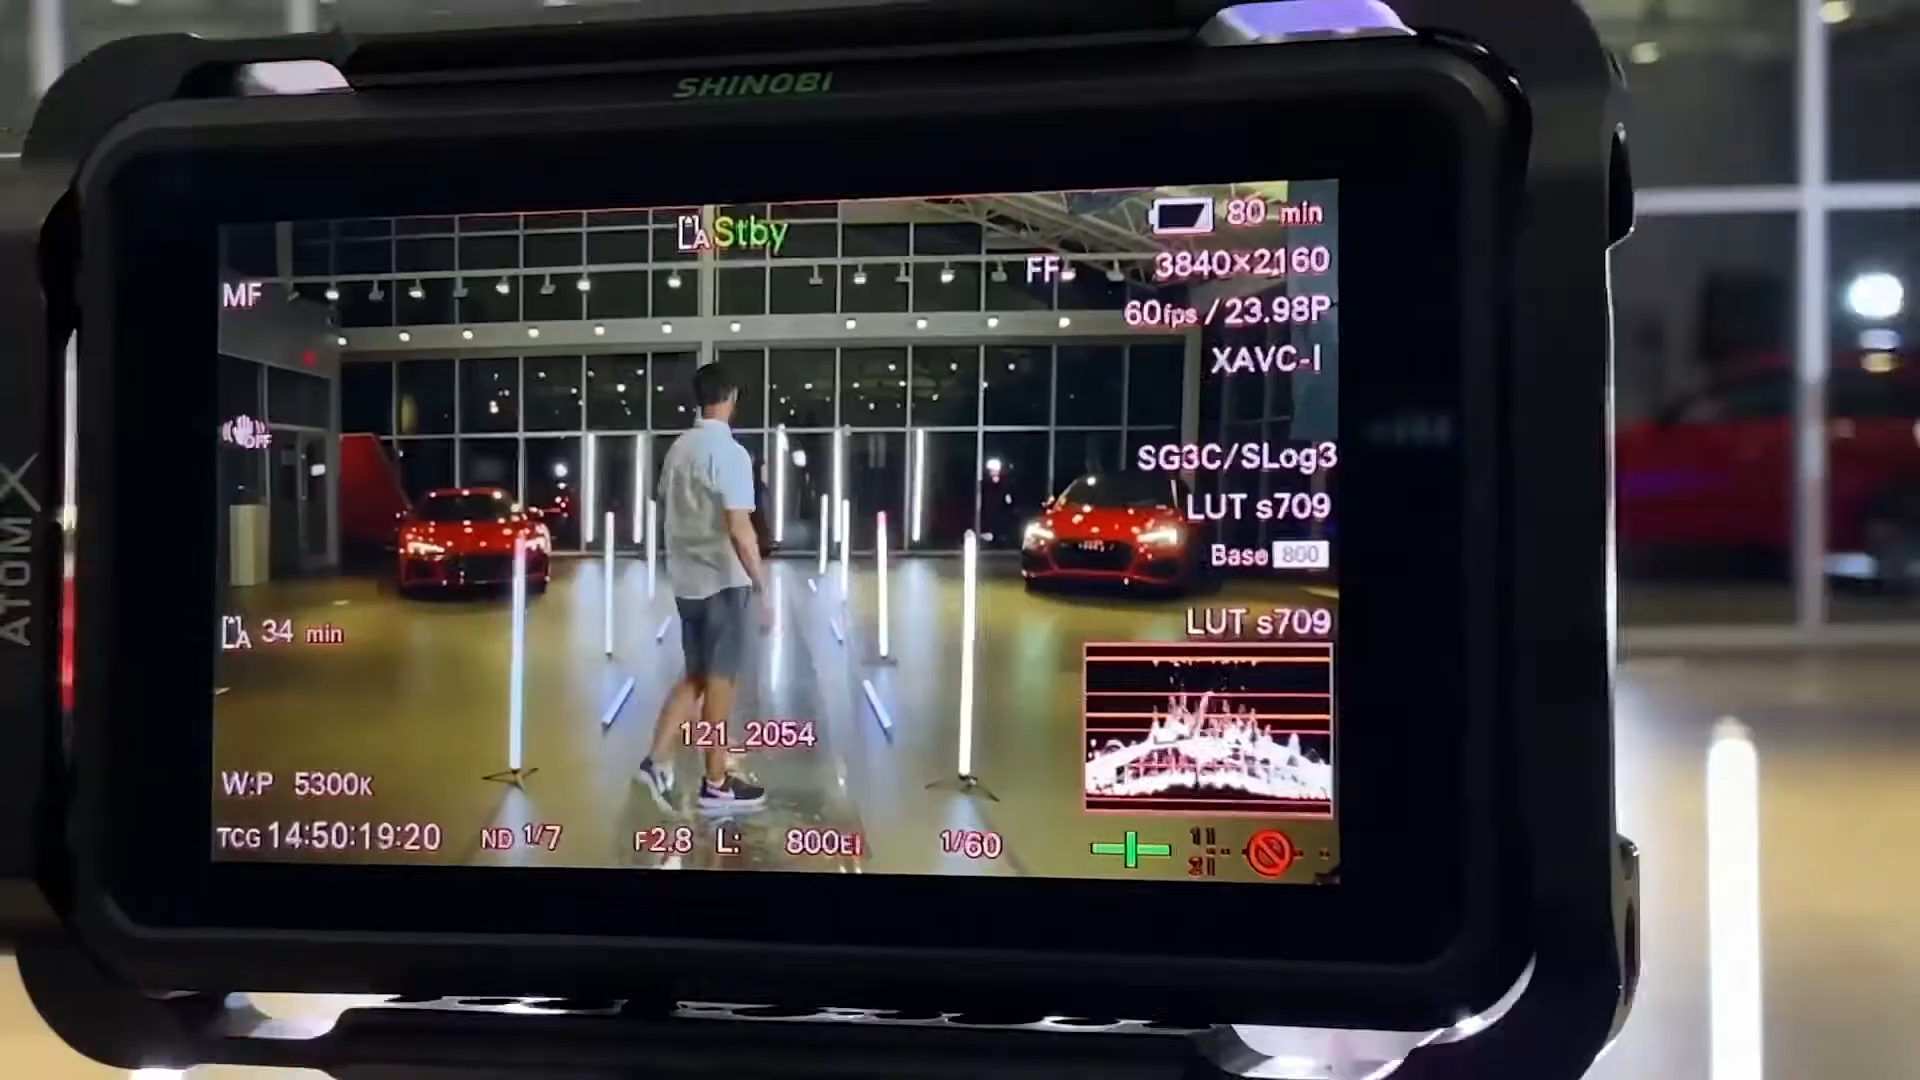 SHINOBI
ATOMX
A Stby
80 min
MF
FF
3840×2160
60fps / 23.98P
XAVC-I
OFF
SG3C/SLog3
LUT s709
Base 800
A 34 min
LUT s709
121_2054
W:P 5300K
TCG 14:50:19:20
ND 1/7
F2.8 L:
800EI
1/60